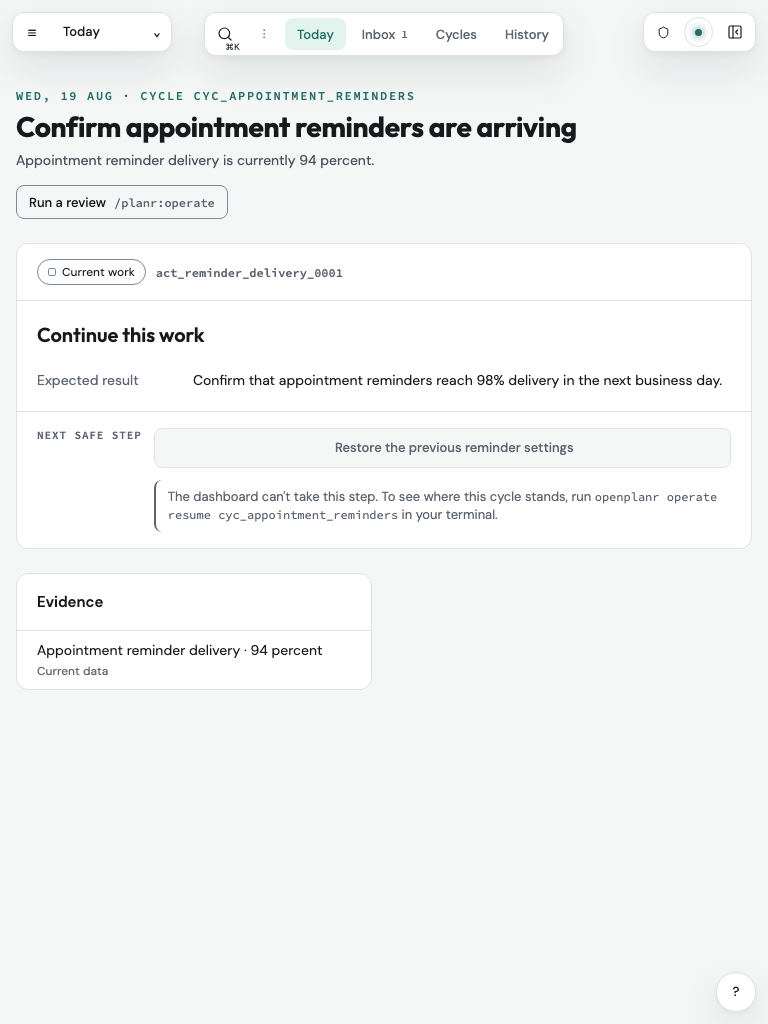 Today
⌘K
Today
Inbox 1
Cycles
History
WED, 19 AUG · CYCLE CYC_APPOINTMENT_REMINDERS
Confirm appointment reminders are arriving
Appointment reminder delivery is currently 94 percent.
Run a review /planr:operate
Current work act_reminder_delivery_0001
Continue this work
Expected result Confirm that appointment reminders reach 98% delivery in the next business day.
NEXT SAFE STEP Restore the previous reminder settings
The dashboard can't take this step. To see where this cycle stands, run openplanr operate
resume cyc_appointment_reminders in your terminal.
Evidence
Appointment reminder delivery · 94 percent
Current data
?